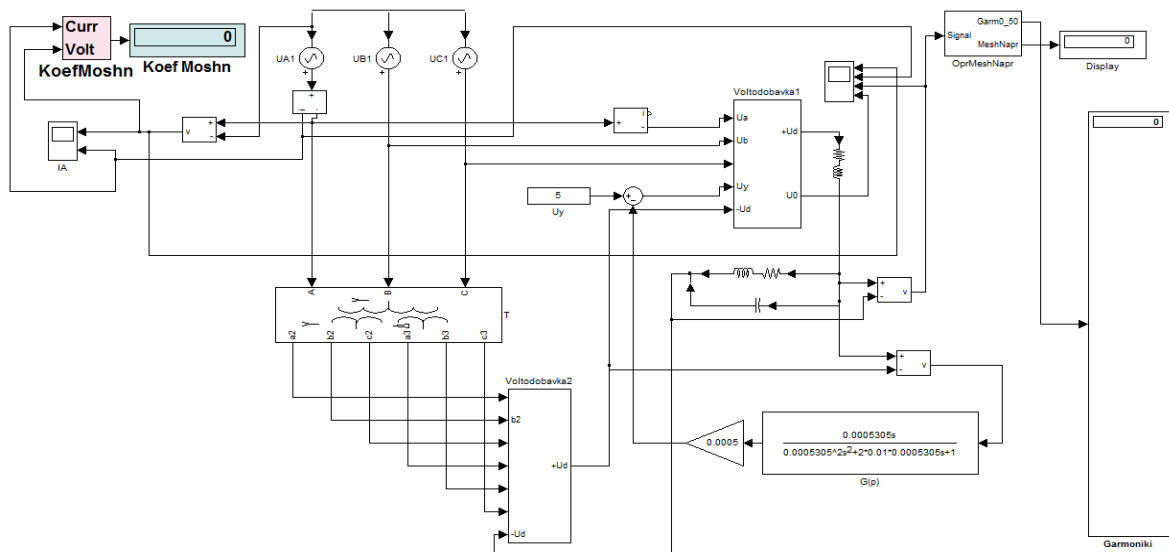 Curr
Volt
KoefMoshn
0
Koef Moshn
UA1
UB1
UC1
+
+
+
+
i
-
v
+
-
IA
+
i
-
Voltodobavka1
Ua
Ub
Uy
-Ud
+Ud
U0
5
Uy
+
-
Signal
Garm0_50
MeshNapr
OprMeshNapr
0
Display
0
Garmoniki
A
B
C
T
a2
b2
c2
a3
b3
c3
Voltodobavka2
b2
+Ud
-Ud
+
-
v
+
-
v
0.0005
0.0005305s
0.0005305^2s²+2*0.01*0.0005305s+1
G(p)